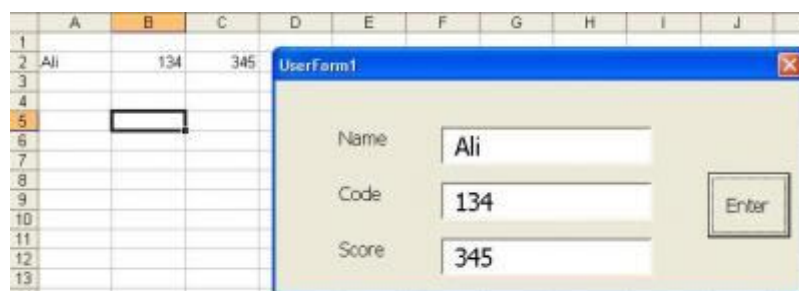 A B C D E F G H I J
1
2 Ali 134 345
3
4
5
6
7
8
9
10
11
12
13
UserForm1
Name Ali
Code 134
Enter
Score 345